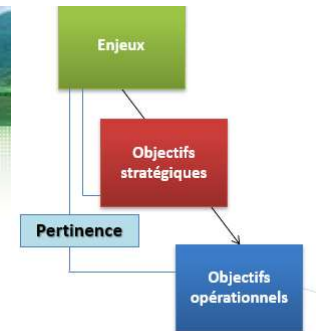 Enjeux
Objectifs
stratégiques
Pertinence
Objectifs
opérationnels